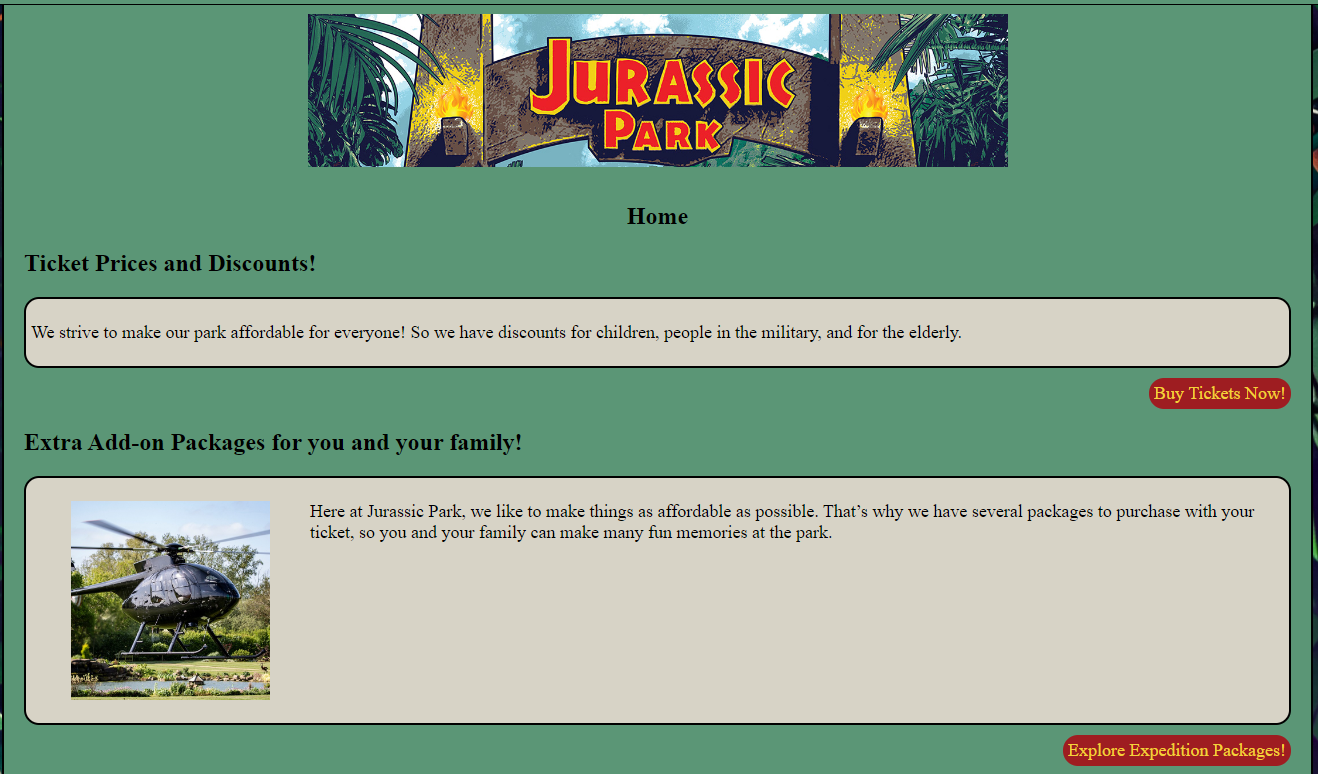 JURASSIC
PARK
Home
Ticket Prices and Discounts!
We strive to make our park affordable for everyone! So we have discounts for children, people in the military, and for the elderly.
Buy Tickets Now!
Extra Add-on Packages for you and your family!
Here at Jurassic Park, we like to make things as affordable as possible. That’s why we have several packages to purchase with your
ticket, so you and your family can make many fun memories at the park.
Explore Expedition Packages!